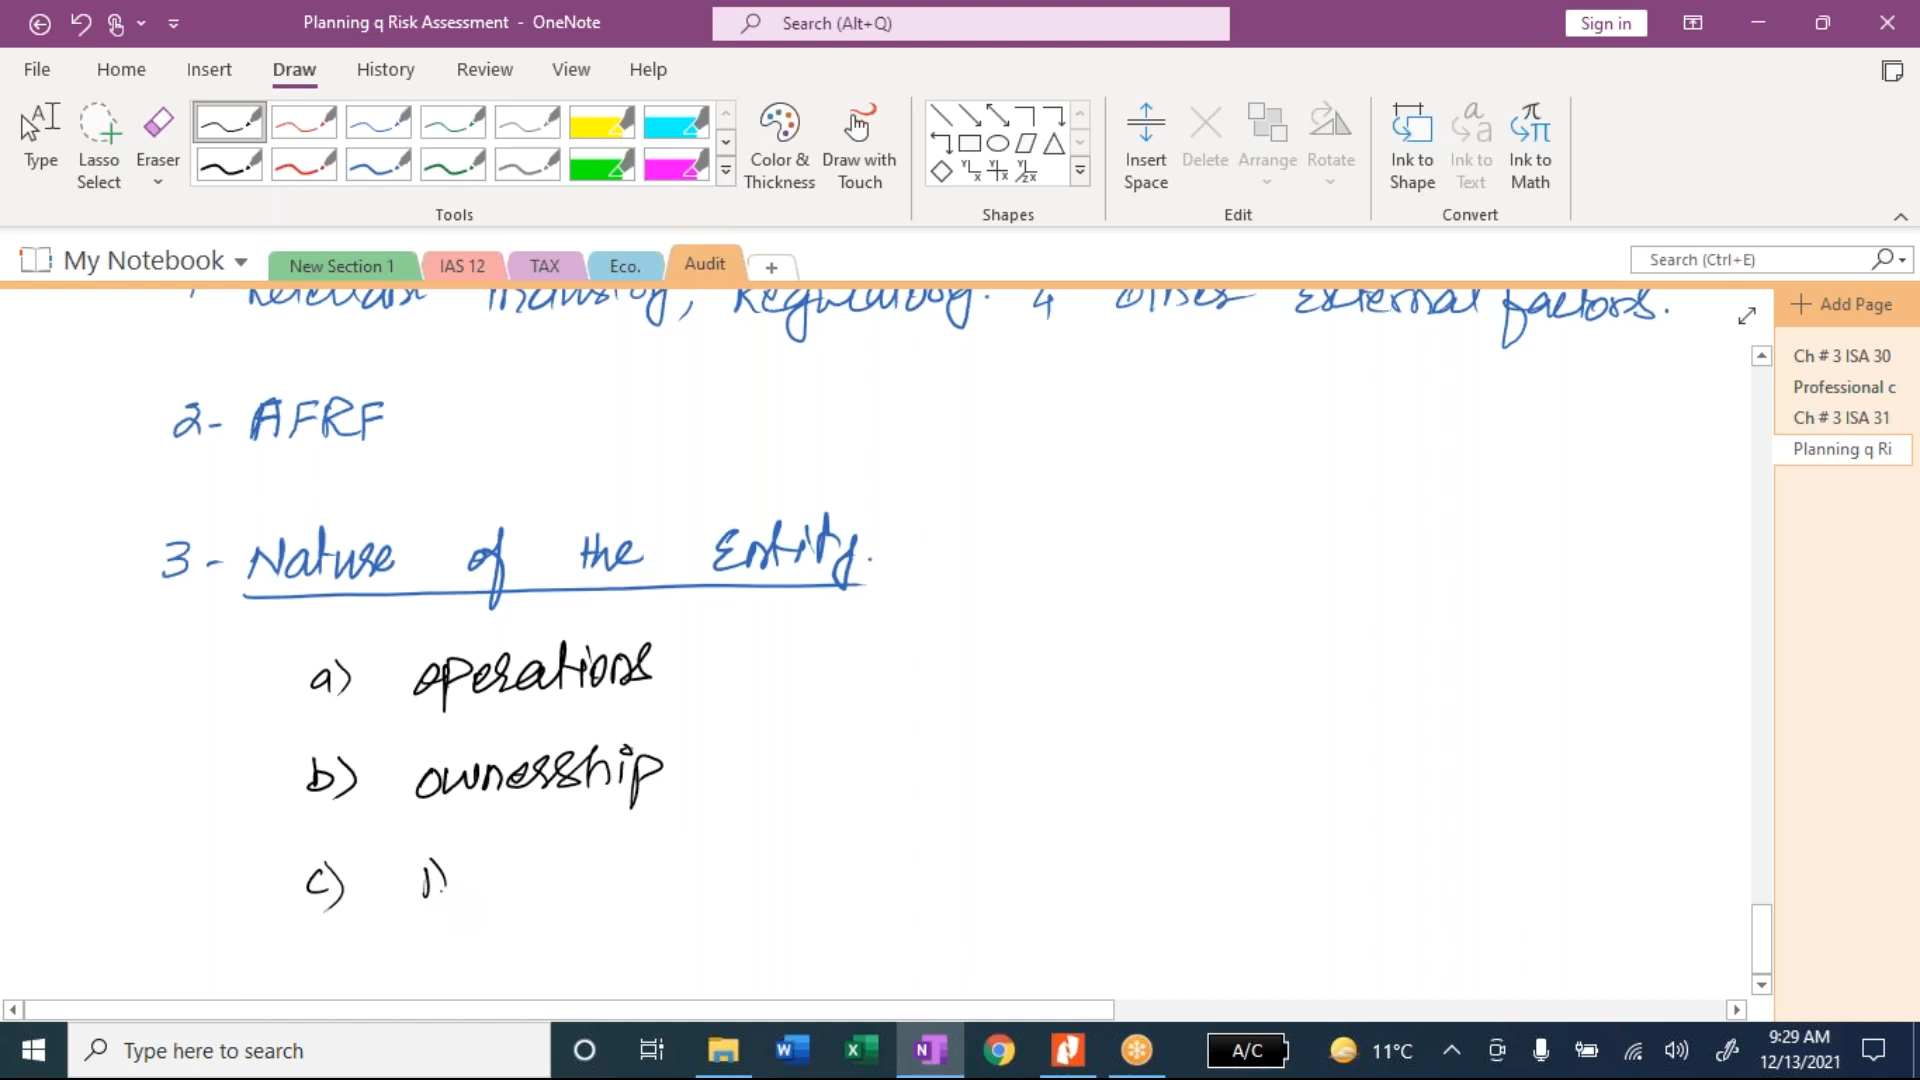 Planning q Risk Assessment - OneNote
Search (Alt+Q)
Sign in
File Home Insert Draw History Review View Help
Type
Lasso Select
Eraser
Color & Thickness
Draw with Touch
Insert Space
Delete
Arrange
Rotate
Ink to Shape
Ink to Text
Ink to Math
Tools
Shapes
Edit
Convert
My Notebook
New Section 1
IAS 12
TAX
Eco.
Audit
Search (Ctrl+E)
Add Page
Ch # 3 ISA 30
Professional c
Ch # 3 ISA 31
Planning q Ri
Industry, Regulatory. & other External factors.
2- AFRF
3- Nature of the Entity.
a) operations
b) ownership
c)
Type here to search
A/C
11°C
9:29 AM
12/13/2021